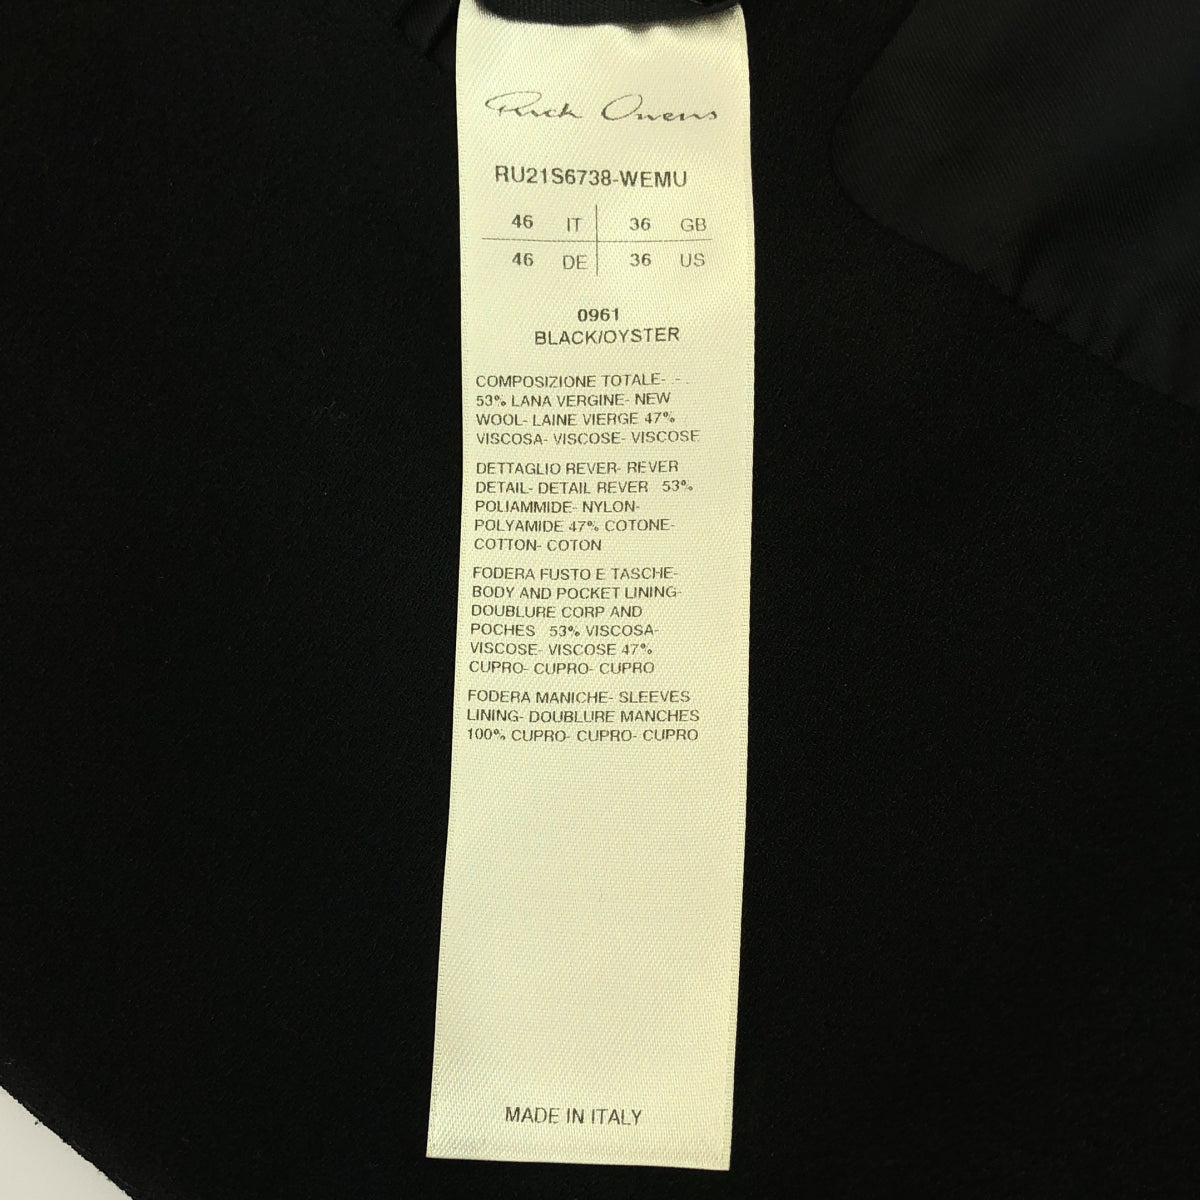 Rick Owens
RU21S6738-WEMU
46 IT 36 GB
46 DE 36 US
0961
BLACK/OYSTER
COMPOSIZIONE TOTALE- .- .
53% LANA VERGINE- NEW
WOOL- LAINE VIERGE 47%
VISCOSA- VISCOSE- VISCOSE
DETTAGLIO REVER- REVER
DETAIL- DETAIL REVER 53%
POLIAMMIDE- NYLON-
POLYAMIDE 47% COTONE-
COTTON- COTON
FODERA FUSTO E TASCHE-
BODY AND POCKET LINING-
DOUBLURE CORP AND
POCHES 53% VISCOSA-
VISCOSE- VISCOSE 47%
CUPRO- CUPRO- CUPRO
FODERA MANICHE- SLEEVES
LINING- DOUBLURE MANCHES
100% CUPRO- CUPRO- CUPRO
MADE IN ITALY